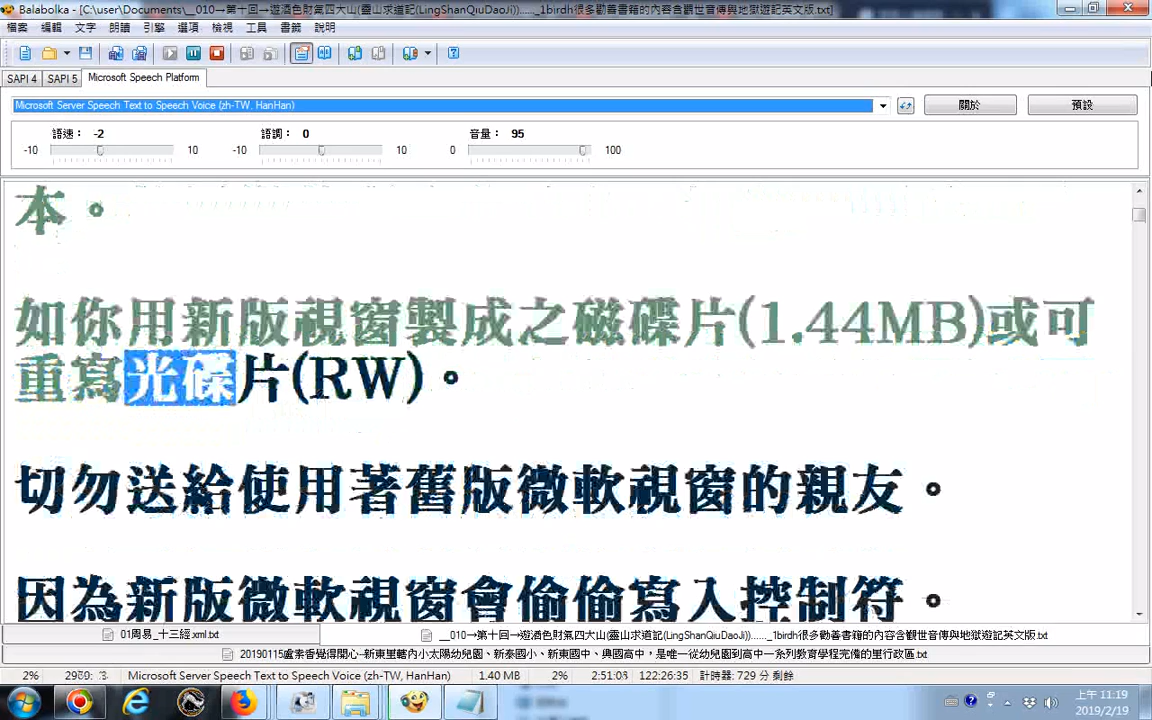 Balabolka - [C:\user\Documents\__010→第十回→遊酒色財氣四大山(靈山求道記(LingShanQiuDaoJi))......_1birdh很多勸善書籍的內容含觀世音傳與地獄遊記英文版.txt]
檔案 編輯 文字 朗讀 引擎 選項 檢視 工具 書籤 說明
SAPI 4 SAPI 5 Microsoft Speech Platform
Microsoft Server Speech Text to Speech Voice (zh-TW, HanHan) 關於 預設
語速： -2 語調： 0 音量： 95
-10 10 -10 10 0 100
本。
如你用新版視窗製成之磁碟片(1.44MB)或可
重寫光碟片(RW)。
切勿送給使用著舊版微軟視窗的親友。
因為新版微軟視窗會偷偷寫入控制符。
01周易_十三經.xml.txt __010→第十回→遊酒色財氣四大山(靈山求道記(LingShanQiuDaoJi))......_1birdh很多勸善書籍的內容含觀世音傳與地獄遊記英文版.txt
20190115盧素香覺得開心--新東里轄內小太陽幼兒園、新泰國小、新東國中、典國高中，是唯一從幼兒園到高中一系列教育學程完備的里行政區.txt
2% Microsoft Server Speech Text to Speech Voice (zh-TW, HanHan) 1.40 MB 2% 2:51:03 122:26:35 計時器: 729 分 剩餘
上午 11:19
2019/2/19